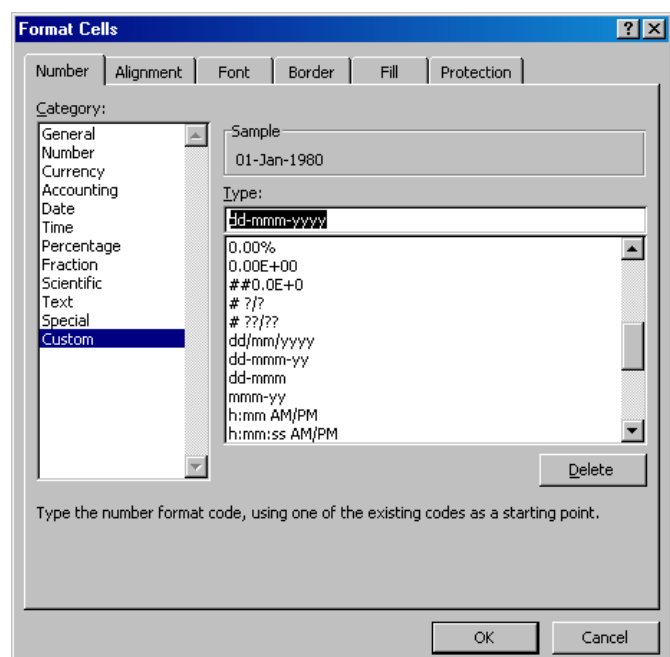 Format Cells
Number Alignment Font Border Fill Protection
Category:
General
Number
Currency
Accounting
Date
Time
Percentage
Fraction
Scientific
Text
Special
Custom
Sample
01-Jan-1980
Type:
dd-mmm-yyyy
0.00%
0.00E+00
##0.0E+0
# ?/?
# ??/??
dd/mm/yyyy
dd-mmm-yy
dd-mmm
mmm-yy
h:mm AM/PM
h:mm:ss AM/PM
Delete
Type the number format code, using one of the existing codes as a starting point.
OK Cancel